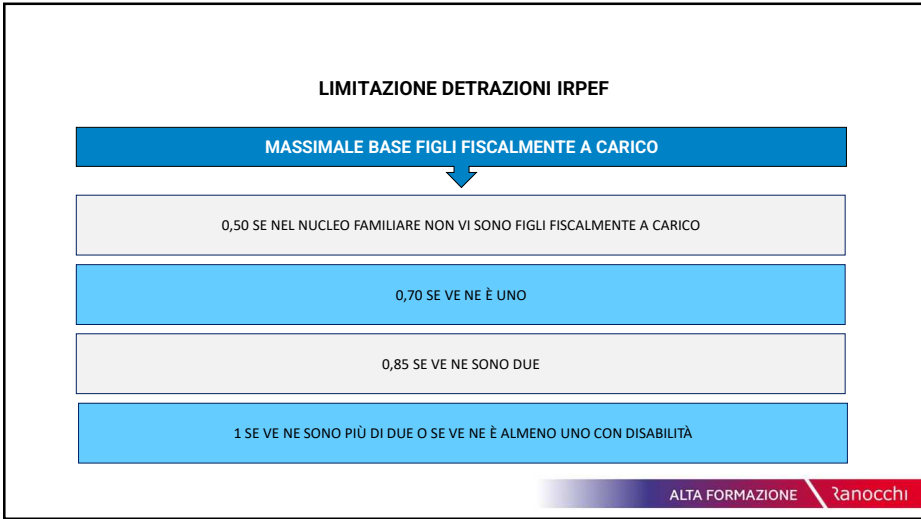 LIMITAZIONE DETRAZIONI IRPEF
MASSIMALE BASE FIGLI FISCALMENTE A CARICO
0,50 SE NEL NUCLEO FAMILIARE NON VI SONO FIGLI FISCALMENTE A CARICO
0,70 SE VE NE È UNO
0,85 SE VE NE SONO DUE
1 SE VE NE SONO PIÙ DI DUE O SE VE NE È ALMENO UNO CON DISABILITÀ
ALTA FORMAZIONE Ranocchi